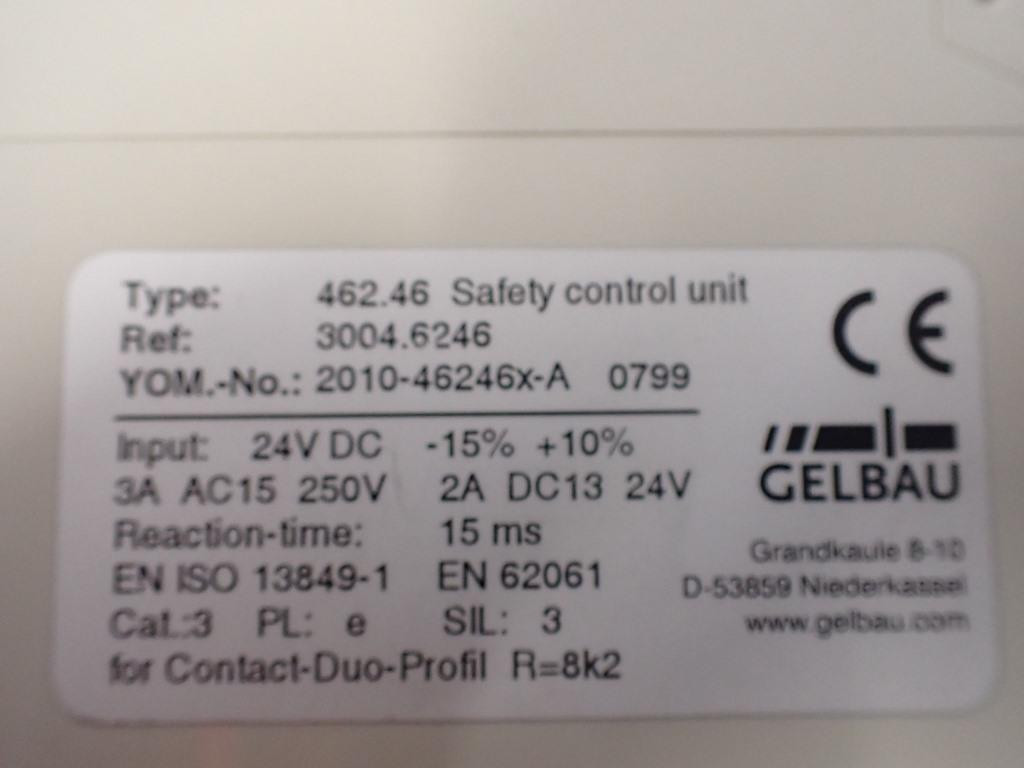 Type: 462.46 Safety control unit
Ref: 3004.6246
YOM.-No.: 2010-46246x-A 0799
Input: 24V DC -15% +10%
3A AC15 250V 2A DC13 24V
Reaction-time: 15 ms
EN ISO 13849-1 EN 62061
Cat.:3 PL: e SIL: 3
for Contact-Duo-Profil R=8k2
CE
GELBAU
Grandkaule 8-10
D-53859 Niederkassel
www.gelbau.com